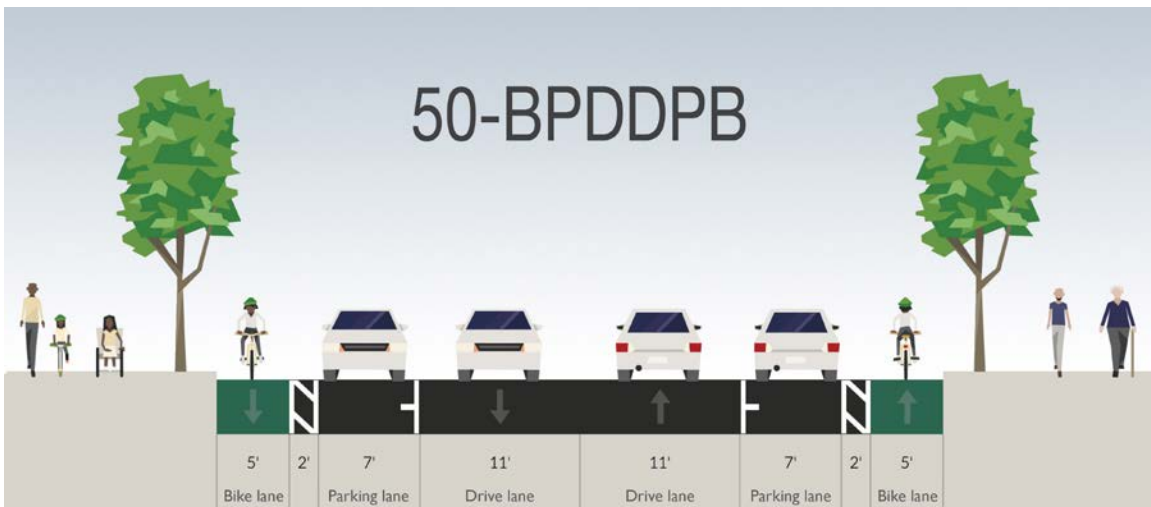 50-BPDDPB
5' 2' 7' 11' 11' 7' 2' 5'
Bike lane Parking lane Drive lane Drive lane Parking lane Bike lane